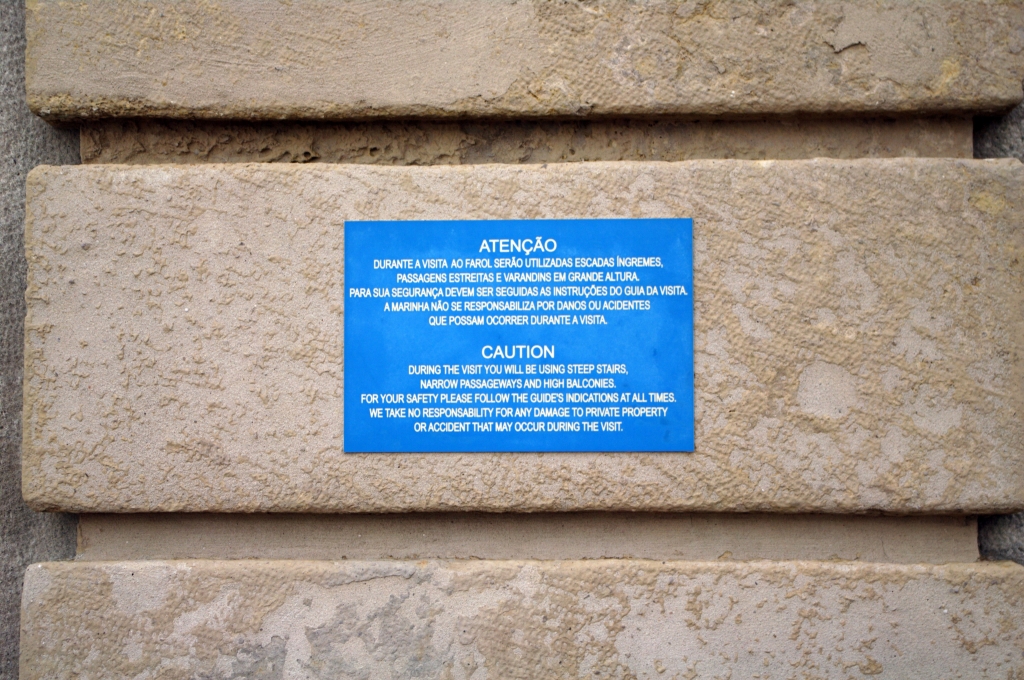 ATENÇÃO
DURANTE A VISITA AO FAROL SERÃO UTILIZADAS ESCADAS ÍNGREMES,
PASSAGENS ESTREITAS E VARANDINS EM GRANDE ALTURA.
PARA SUA SEGURANÇA DEVEM SER SEGUIDAS AS INSTRUÇÕES DO GUIA DA VISITA.
A MARINHA NÃO SE RESPONSABILIZA POR DANOS OU ACIDENTES
QUE POSSAM OCORRER DURANTE A VISITA.
CAUTION
DURING THE VISIT YOU WILL BE USING STEEP STAIRS,
NARROW PASSAGEWAYS AND HIGH BALCONIES.
FOR YOUR SAFETY PLEASE FOLLOW THE GUIDE'S INDICATIONS AT ALL TIMES.
WE TAKE NO RESPONSABILITY FOR ANY DAMAGE TO PRIVATE PROPERTY
OR ACCIDENT THAT MAY OCCUR DURING THE VISIT.